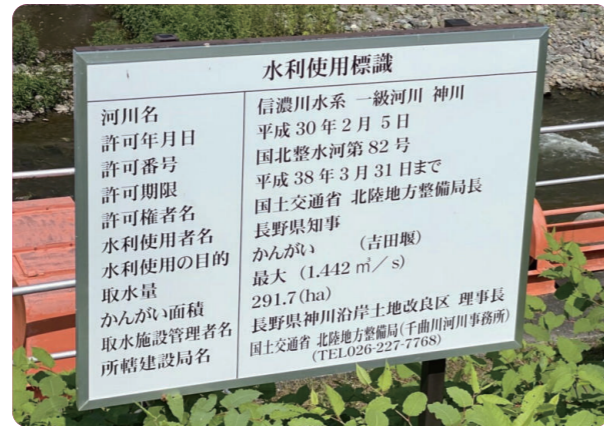 水利使用標識
河川名 信濃川水系 一級河川 神川
許可年月日 平成30年2月5日
許可番号 国北整水河第82号
許可期限 平成38年3月31日まで
許可権者名 国土交通省 北陸地方整備局長
水利使用者名 長野県知事
水利使用の目的 かんがい (吉田堰)
取水量 最大 (1.442㎥/s)
かんがい面積 291.7(ha)
取水施設管理者名 長野県神川沿岸土地改良区 理事長
所轄建設局名 国土交通省 北陸地方整備局(千曲川河川事務所)
(TEL026-227-7768)